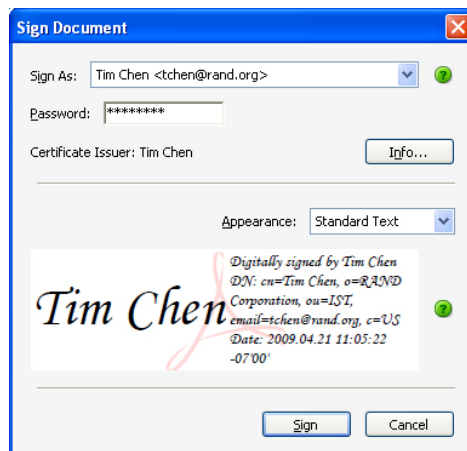 Sign Document
Sign As: Tim Chen <tchen@rand.org>
Password: ********
Certificate Issuer: Tim Chen Info...
Appearance: Standard Text
Tim Chen
Digitally signed by Tim Chen
DN: cn=Tim Chen, o=RAND
Corporation, ou=IST,
email=tchen@rand.org, c=US
Date: 2009.04.21 11:05:22
-07'00'
Sign Cancel